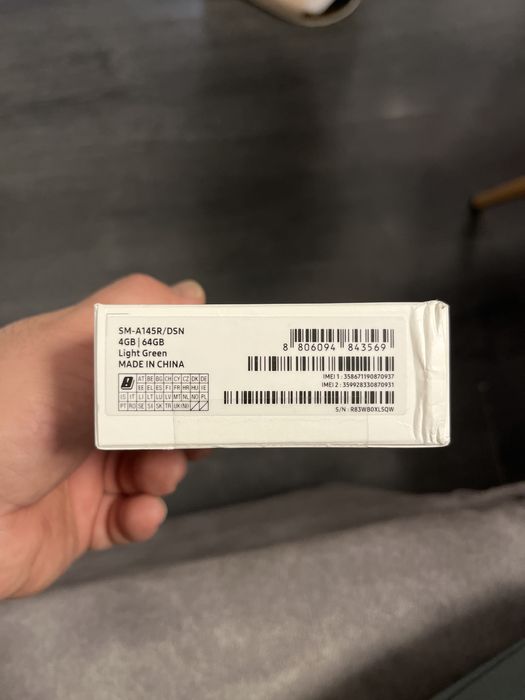 SM-A145R/DSN
4GB | 64GB
Light Green
MADE IN CHINA
AT BE BG CH CY CZ DK DE
EE EL ES FI FR HR HU IE
IS IT LI LT LU LV MT NL NO PL
PT RO SE SI SK TR UK (NI)
8 806094 843569
IMEI 1 : 358671190870937
IMEI 2 : 359928330870931
S/N : R83WB0XLSQW